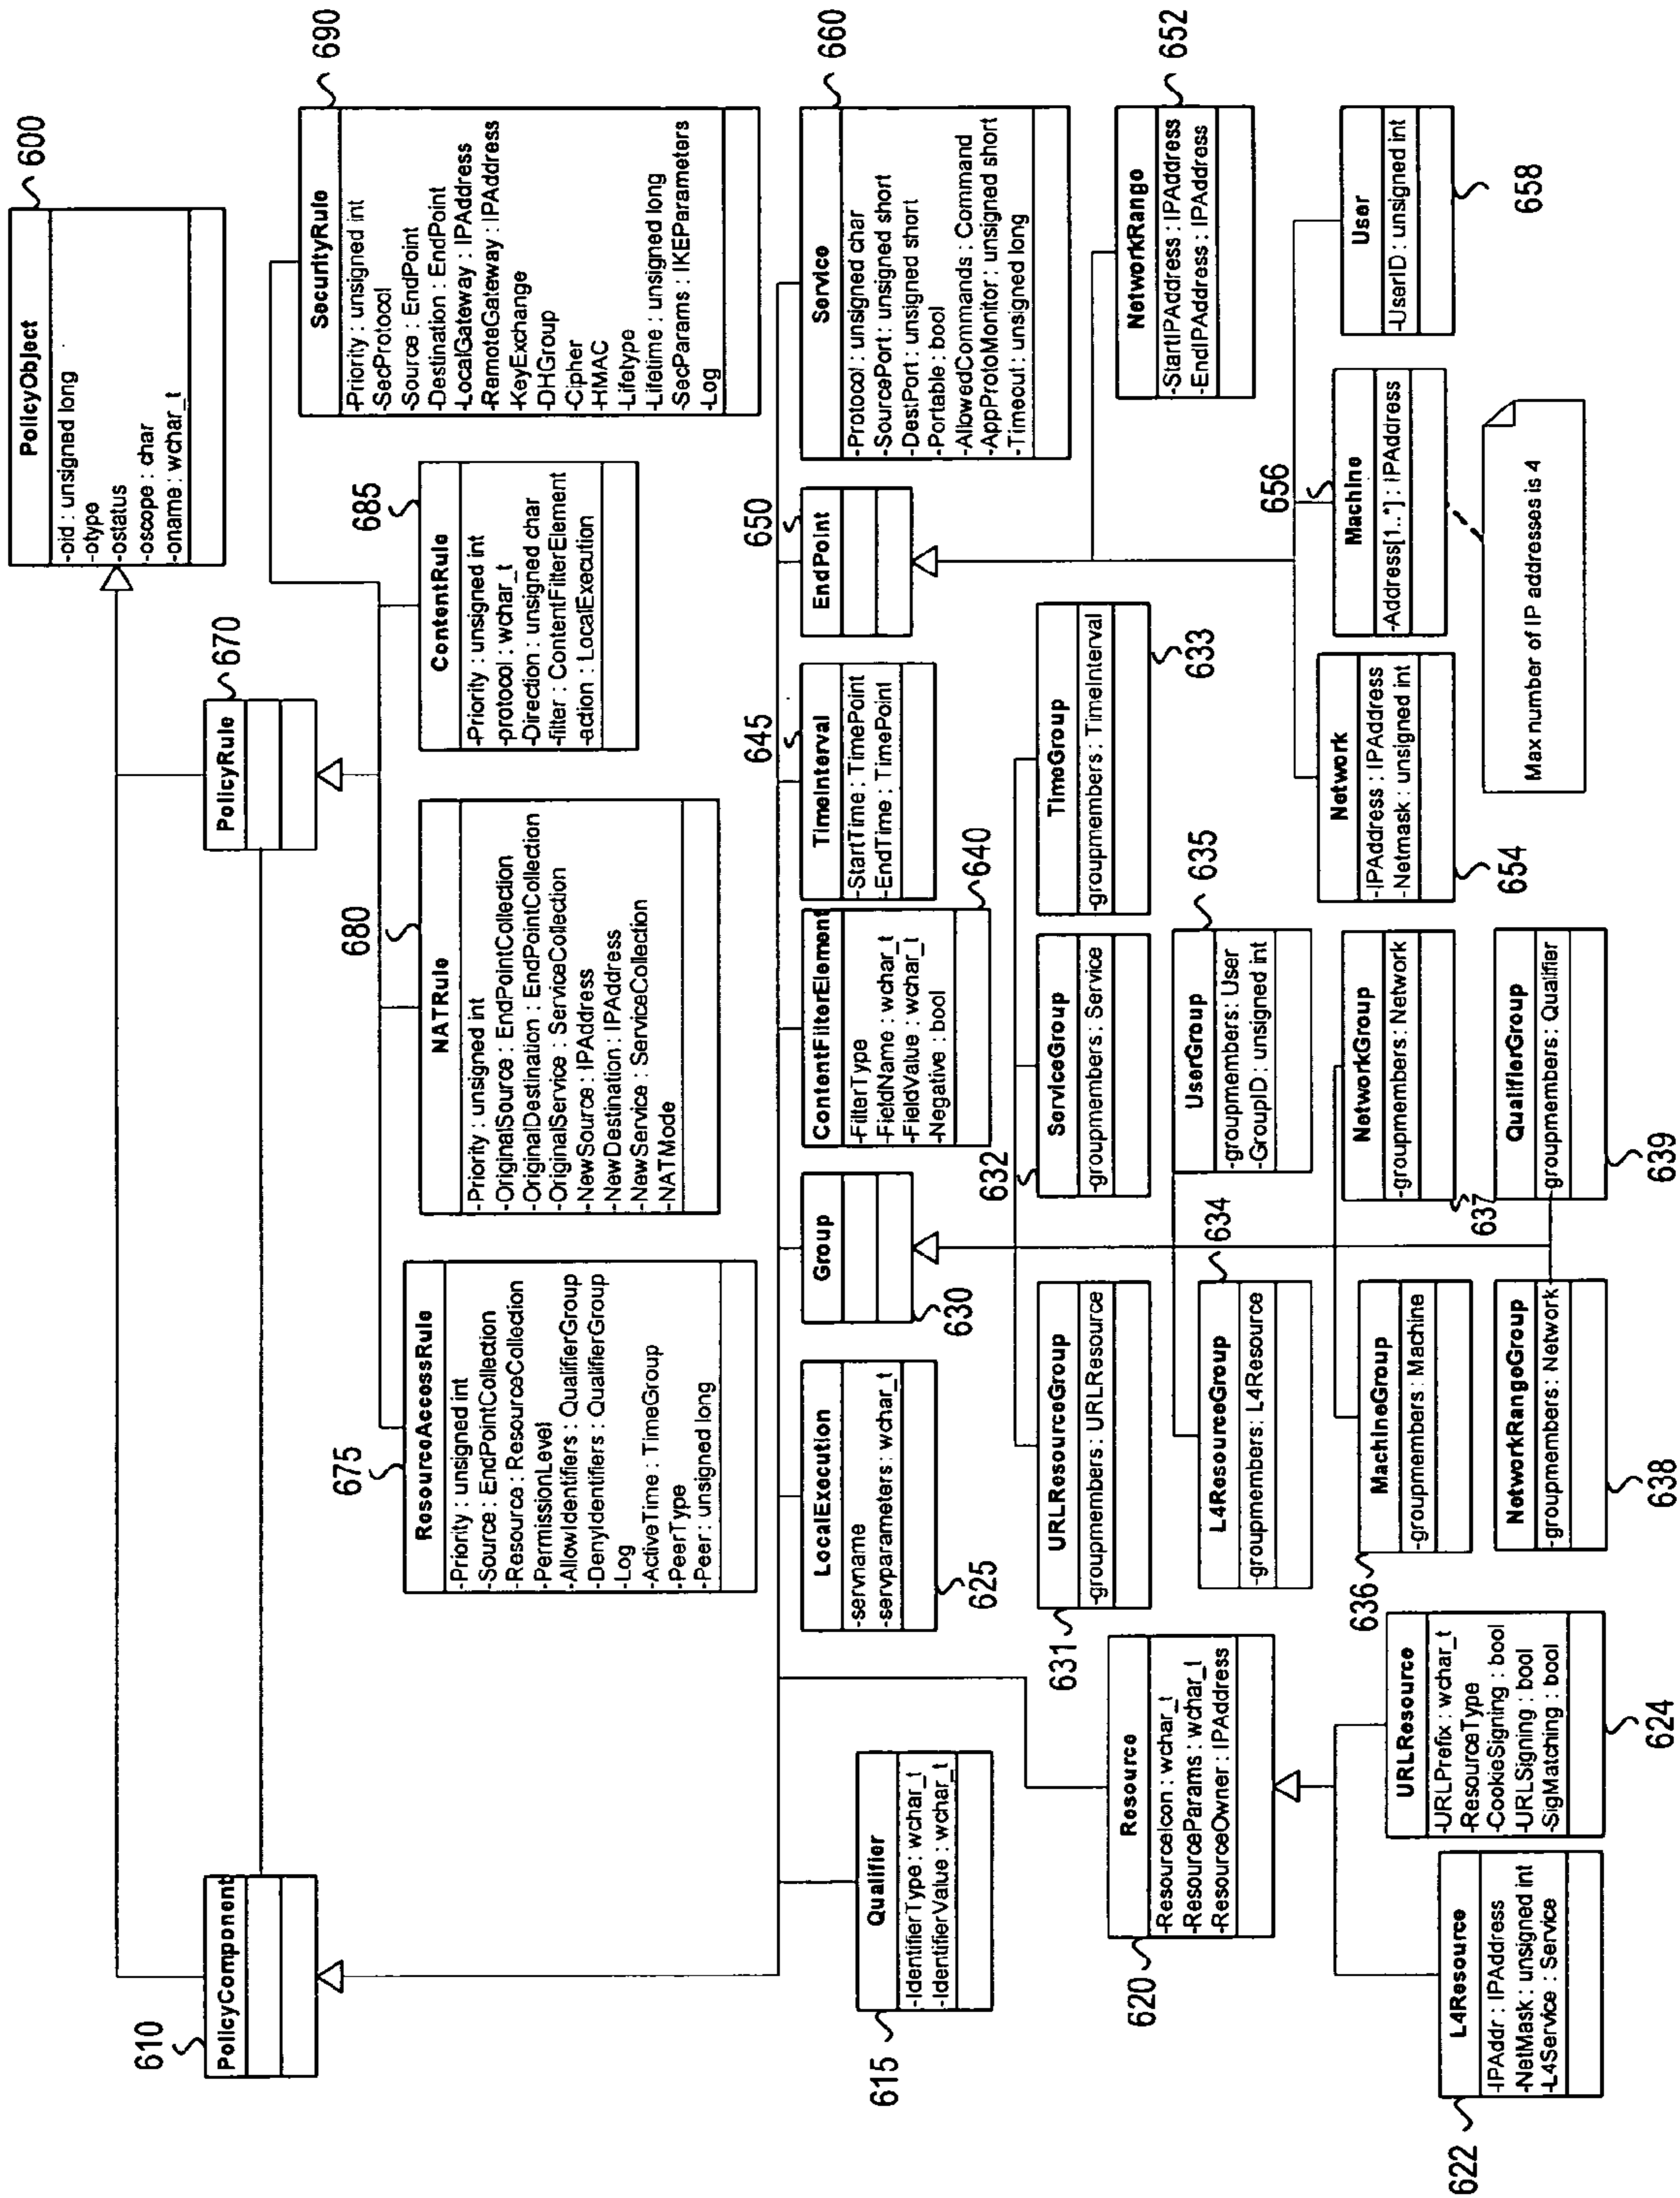 PolicyObject
-oid : unsigned long
-otype
-ostatus
-oscope : char
-oname : wchar_t
600
610
PolicyComponent
PolicyRule
670
675
ResourceAccessRule
-Priority : unsigned int
-Source : EndPointCollection
-Resource : ResourceCollection
-PermissionLevel
-AllowIdentifiers : QualifierGroup
-DenyIdentifiers : QualifierGroup
-Log
-ActiveTime : TimeGroup
-PeerType
-Peer : unsigned long
680
NATRule
-Priority : unsigned int
-OriginalSource : EndPointCollection
-OriginalDestination : EndPointCollection
-OriginalService : ServiceCollection
-NewSource : IPAddress
-NewDestination : IPAddress
-NewService : ServiceCollection
-NATMode
685
ContentRule
-Priority : unsigned int
-protocol : wchar_t
-Direction : unsigned char
-filter : ContentFilterElement
-action : LocalExecution
690
SecurityRule
-Priority : unsigned int
-SecProtocol
-Source : EndPoint
-Destination : EndPoint
-LocalGateway : IPAddress
-RemoteGateway : IPAddress
-KeyExchange
-DHGroup
-Cipher
-HMAC
-Lifetype
-Lifetime : unsigned long
-SecParams : IKEParameters
-Log
615
Qualifier
-IdentifierType : wchar_t
-IdentifierValue : wchar_t
LocalExecution
-servname
-servparameters : wchar_t
625
Group
630
ContentFilterElement
-FilterType
-FieldName : wchar_t
-FieldValue : wchar_t
-Negative : bool
640
645
TimeInterval
-StartTime : TimePoint
-EndTime : TimePoint
650
EndPoint
660
Service
-Protocol : unsigned char
-SourcePort : unsigned short
-DestPort : unsigned short
-Portable : bool
-AllowedCommands : Command
-AppProtoMonitor : unsigned short
-Timeout : unsigned long
620
Resource
-ResourceIcon : wchar_t
-ResourceParams : wchar_t
-ResourceOwner : IPAddress
631
URLResourceGroup
-groupmembers : URLResource
632
ServiceGroup
-groupmembers : Service
TimeGroup
-groupmembers : TimeInterval
633
652
NetworkRange
-StartIPAddress : IPAddress
-EndIPAddress : IPAddress
634
L4ResourceGroup
-groupmembers : L4Resource
635
UserGroup
-groupmembers : User
-GroupID : unsigned int
636
MachineGroup
-groupmembers : Machine
NetworkGroup
-groupmembers : Network
637
Network
-IPAddress : IPAddress
-Netmask : unsigned int
654
656
Machine
-Address[1..*] : IPAddress
User
-UserID : unsigned int
658
622
L4Resource
-IPAddr : IPAddress
-NetMask : unsigned int
-L4Service : Service
URLResource
-URLPrefix : wchar_t
-ResourceType
-CookieSigning : bool
-URLSigning : bool
-SigMatching : bool
624
NetworkRangeGroup
-groupmembers : Network
638
QualifierGroup
-groupmembers : Qualifier
639
Max number of IP addresses is 4